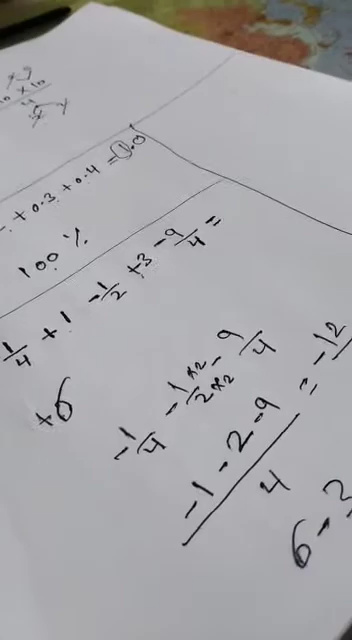 +0.3 +0.4 = 1.0
100 %
1/4 + 1 - 1/2 + 3 - 9/4 =
+6
- 1/4 - 1×2/2×2 - 9/4
-1 - 2 - 9 / 4 = -12
6 - 3